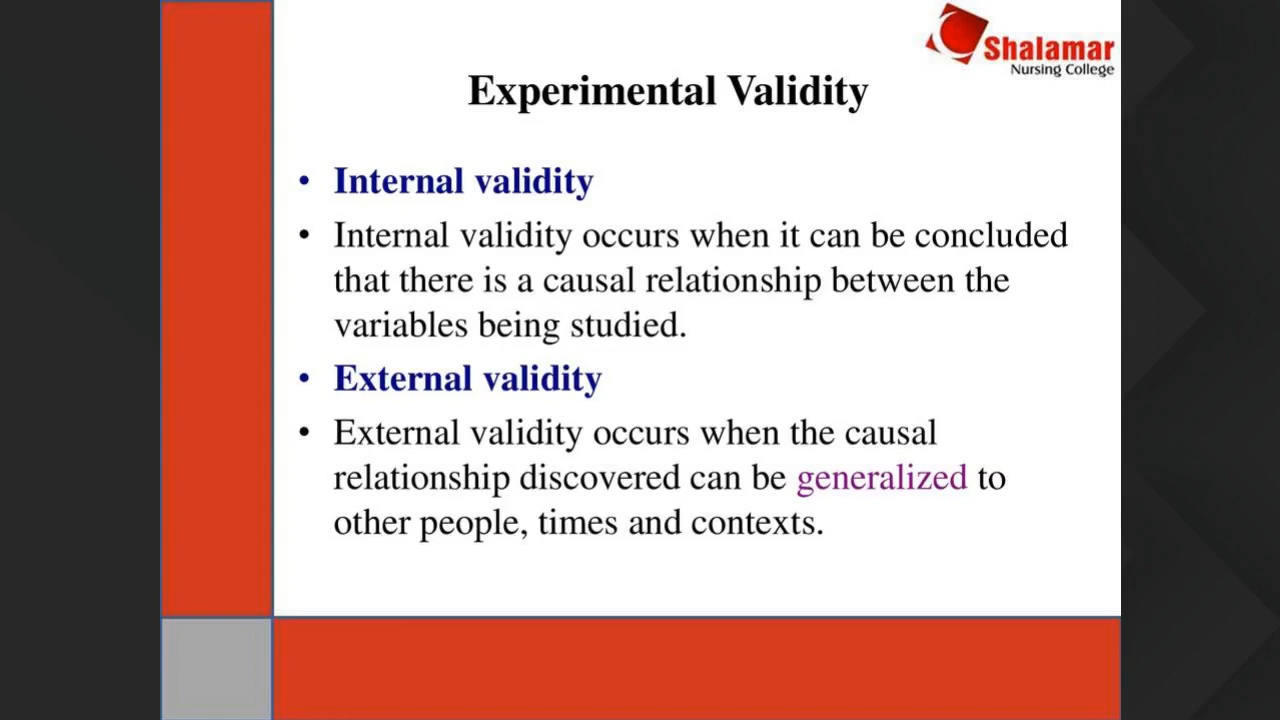 Shalamar
Nursing College
Experimental Validity
• Internal validity
• Internal validity occurs when it can be concluded
that there is a causal relationship between the
variables being studied.
• External validity
• External validity occurs when the causal
relationship discovered can be generalized to
other people, times and contexts.